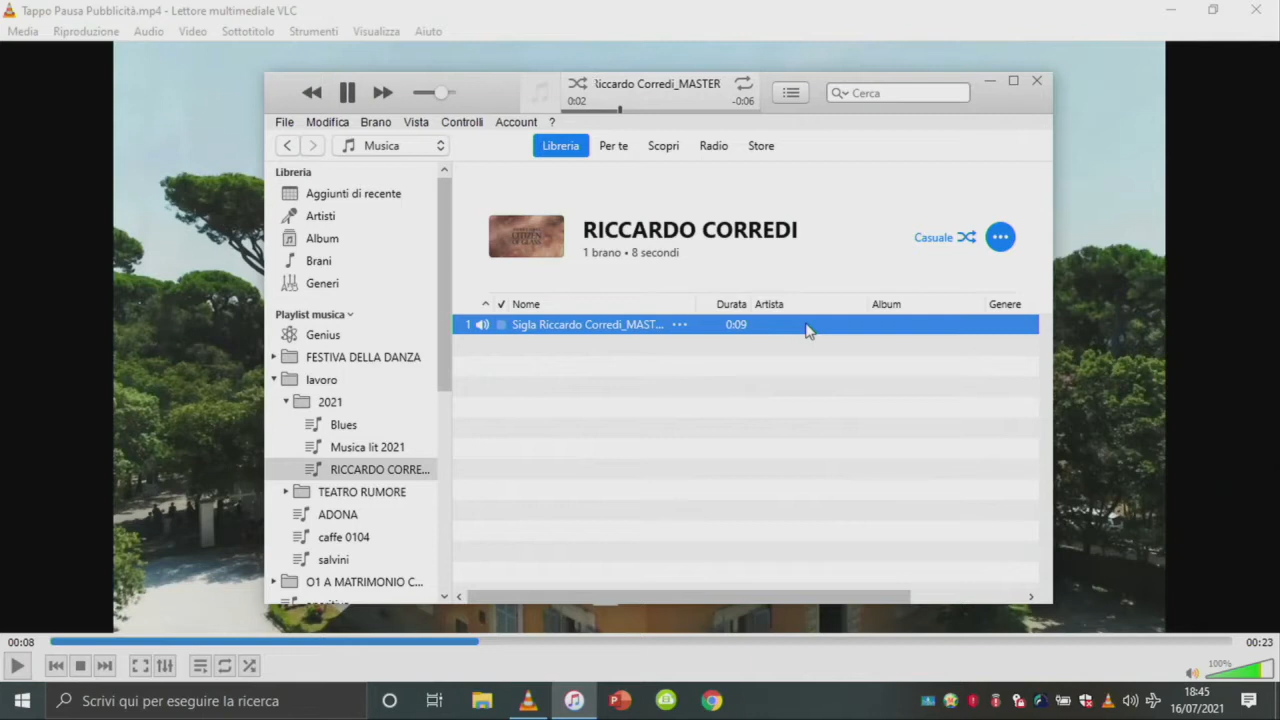 Tappo Pausa Pubblicità.mp4 - Lettore multimediale VLC
Media Riproduzione Audio Video Sottotitolo Strumenti Visualizza Aiuto
Riccardo Corredi_MASTER
0:02 -0:06
Cerca
File Modifica Brano Vista Controlli Account ?
Musica
Libreria Per te Scopri Radio Store
Libreria
Aggiunti di recente
Artisti
Album
Brani
Generi
Playlist musica
Genius
FESTIVA DELLA DANZA
lavoro
2021
Blues
Musica lit 2021
RICCARDO CORRE...
TEATRO RUMORE
ADONA
caffe 0104
salvini
O1 A MATRIMONIO C...
CITIZEN
OF GLASS
RICCARDO CORREDI
1 brano • 8 secondi
Casuale
Nome Durata Artista Album Genere
1 Sigla Riccardo Corredi_MAST... ••• 0:09
00:08 00:23
100%
Scrivi qui per eseguire la ricerca
18:45
16/07/2021